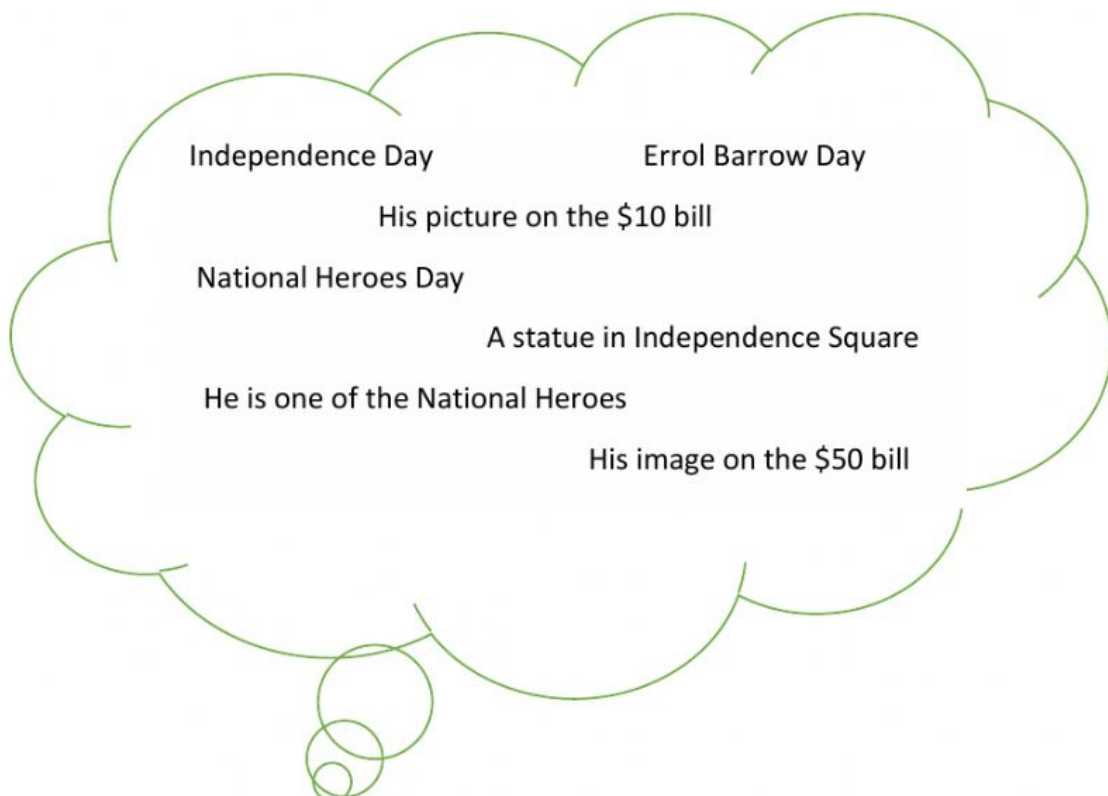 Independence Day
Errol Barrow Day
His picture on the $10 bill
National Heroes Day
A statue in Independence Square
He is one of the National Heroes
His image on the $50 bill